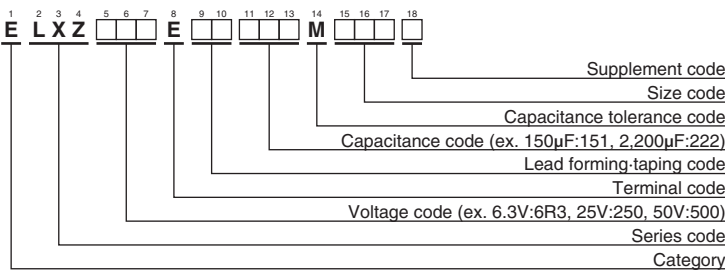 1 2 3 4 5 6 7 8 9 10 11 12 13 14 15 16 17 18
E L X Z E M
Supplement code
Size code
Capacitance tolerance code
Capacitance code (ex. 150µF:151, 2,200µF:222)
Lead forming·taping code
Terminal code
Voltage code (ex. 6.3V:6R3, 25V:250, 50V:500)
Series code
Category